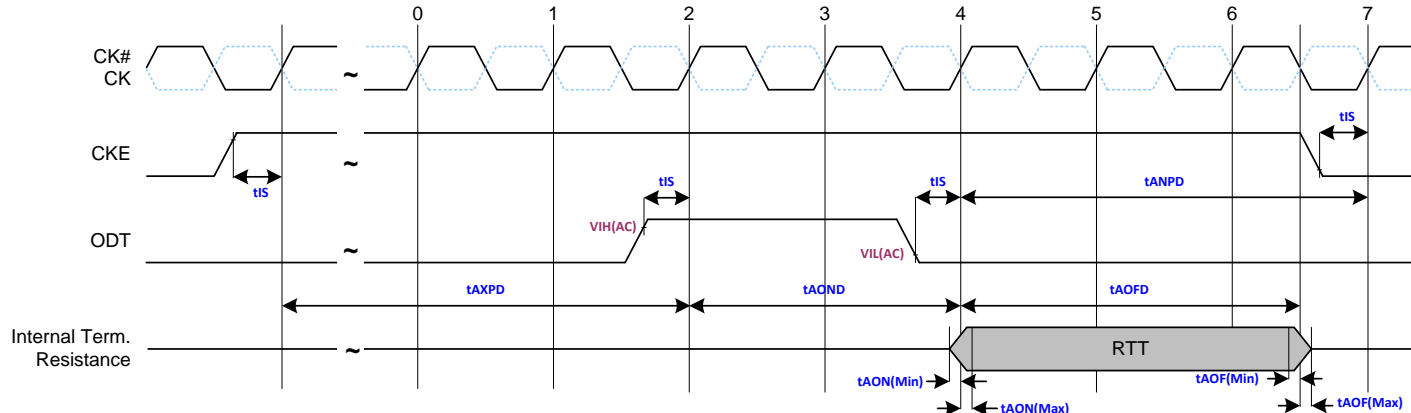 0 1 2 3 4 5 6 7
CK#
CK
~
CKE
~
tIS
tIS
tIS
tIS
tANPD
ODT
~
VIH(AC)
VIL(AC)
tAXPD
tAOND
tAOFD
Internal Term.
Resistance
~
RTT
tAON(Min)
tAOF(Min)
tAON(Max)
tAOF(Max)